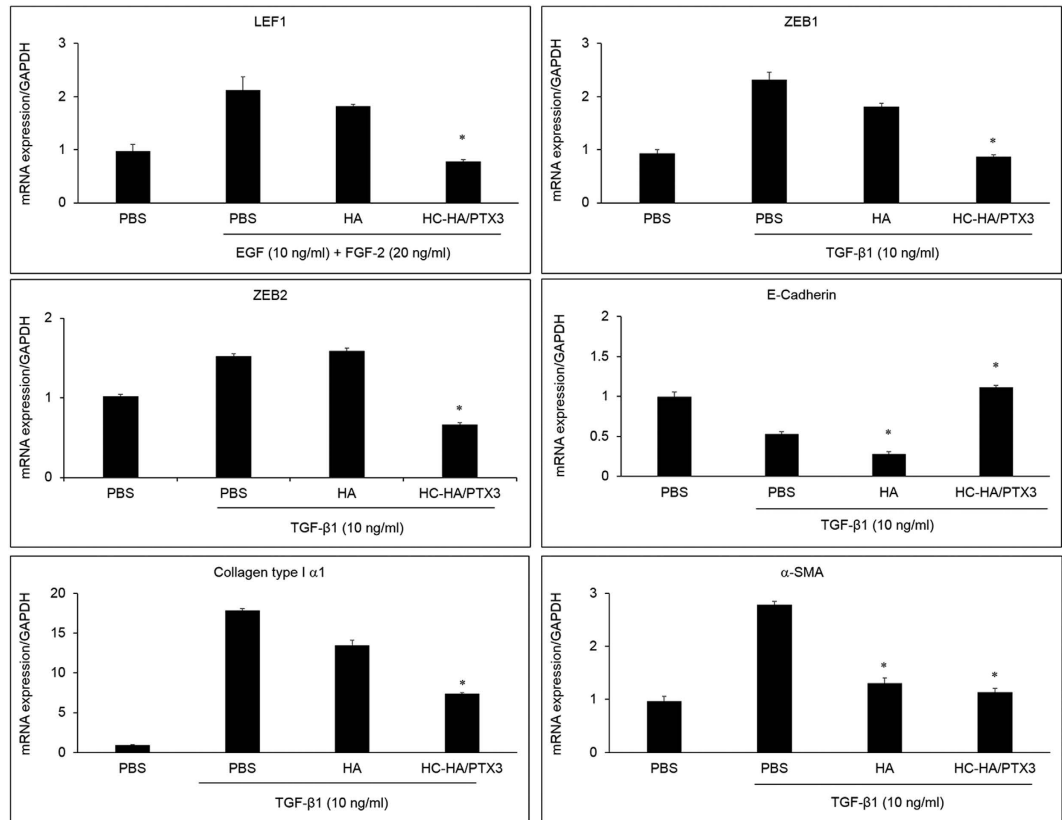 LEF1
mRNA expression/GAPDH
3
2
1
0
*
PBS
PBS
HA
HC-HA/PTX3
EGF (10 ng/ml) + FGF-2 (20 ng/ml)
ZEB1
mRNA expression/GAPDH
3
2
1
0
*
PBS
PBS
HA
HC-HA/PTX3
TGF-β1 (10 ng/ml)
ZEB2
mRNA expression/GAPDH
2
1
0
*
PBS
PBS
HA
HC-HA/PTX3
TGF-β1 (10 ng/ml)
E-Cadherin
mRNA expression/GAPDH
2
1.5
1
0.5
0
*
*
PBS
PBS
HA
HC-HA/PTX3
TGF-β1 (10 ng/ml)
Collagen type I α1
mRNA expression/GAPDH
20
15
10
5
0
*
PBS
PBS
HA
HC-HA/PTX3
TGF-β1 (10 ng/ml)
α-SMA
mRNA expression/GAPDH
3
2
1
0
*
*
PBS
PBS
HA
HC-HA/PTX3
TGF-β1 (10 ng/ml)